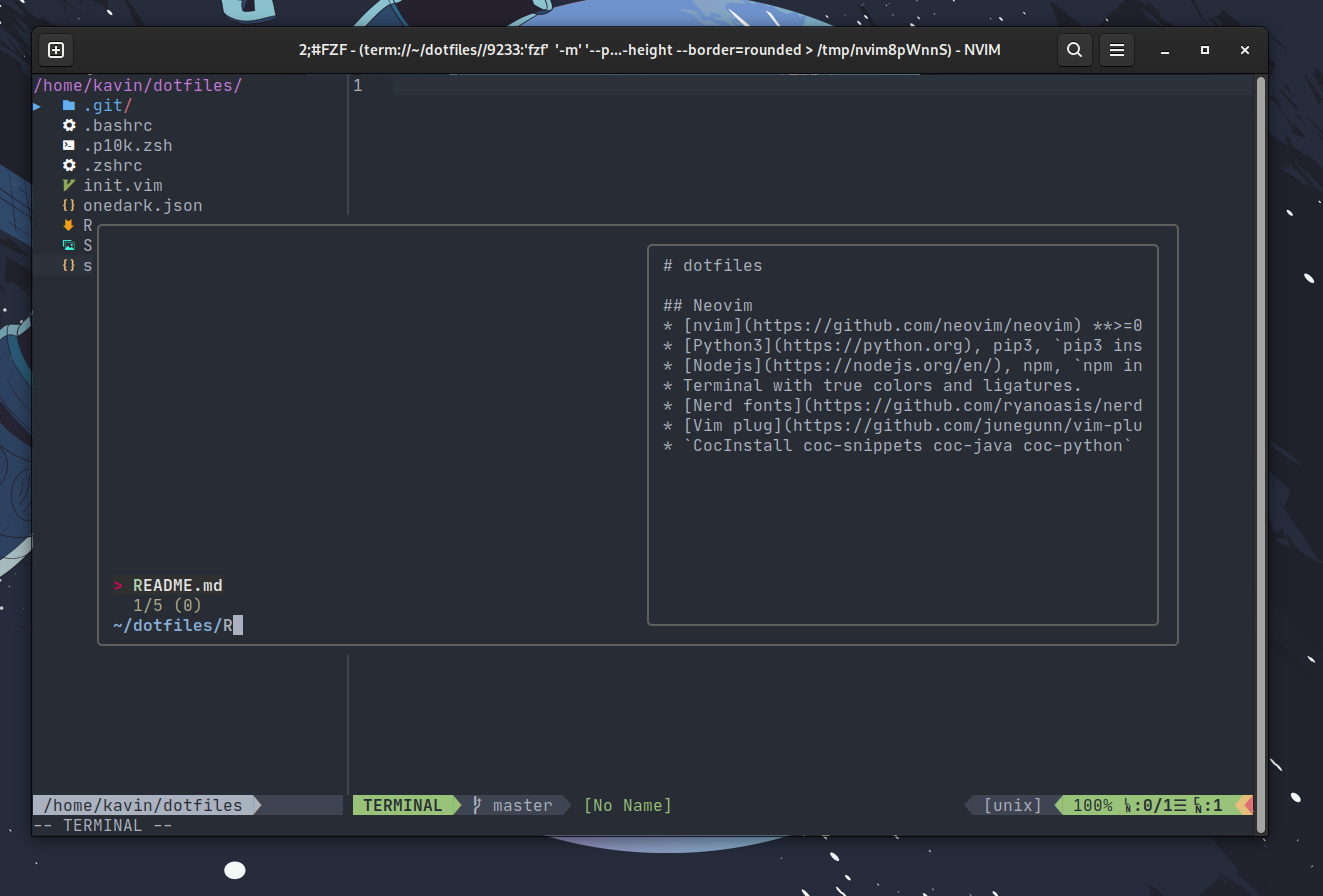 2;#FZF - (term://~/dotfiles//9233:'fzf' '-m' '--p...-height --border=rounded > /tmp/nvim8pWnnS) - NVIM
/home/kavin/dotfiles/
.git/
.bashrc
.p10k.zsh
.zshrc
init.vim
onedark.json
R
S
s
1
# dotfiles
## Neovim
* [nvim](https://github.com/neovim/neovim) **>=0
* [Python3](https://python.org), pip3, `pip3 ins
* [Nodejs](https://nodejs.org/en/), npm, `npm in
* Terminal with true colors and ligatures.
* [Nerd fonts](https://github.com/ryanoasis/nerd
* [Vim plug](https://github.com/junegunn/vim-plu
* `CocInstall coc-snippets coc-java coc-python`
> README.md
1/5 (0)
~/dotfiles/R
/home/kavin/dotfiles
TERMINAL master [No Name] [unix] 100% ㏑:0/1☰ ℅:1
-- TERMINAL --